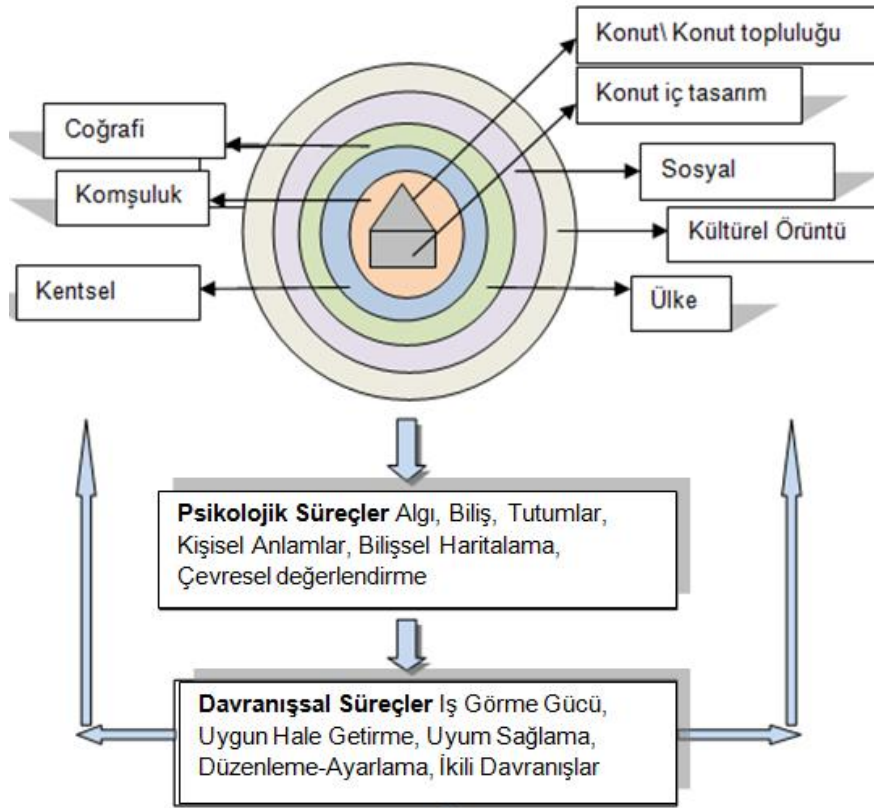 Konut\ Konut topluluğu
Konut iç tasarım
Coğrafi
Sosyal
Komşuluk
Kültürel Örüntü
Kentsel
Ülke
Psikolojik Süreçler Algı, Biliş, Tutumlar,
Kişisel Anlamlar, Bilişsel Haritalama,
Çevresel değerlendirme
Davranışsal Süreçler Iş Görme Gücü,
Uygun Hale Getirme, Uyum Sağlama,
Düzenleme-Ayarlama, İkili Davranışlar